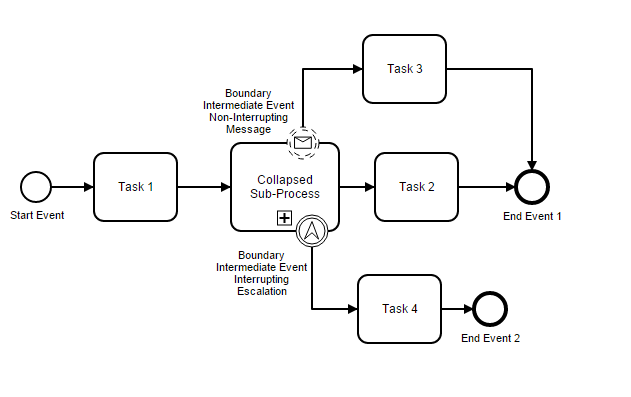 Task 3
Boundary
Intermediate Event
Non-Interrupting
Message
Task 1
Collapsed
Sub-Process
Task 2
Start Event
End Event 1
Boundary
Intermediate Event
Interrupting
Escalation
Task 4
End Event 2